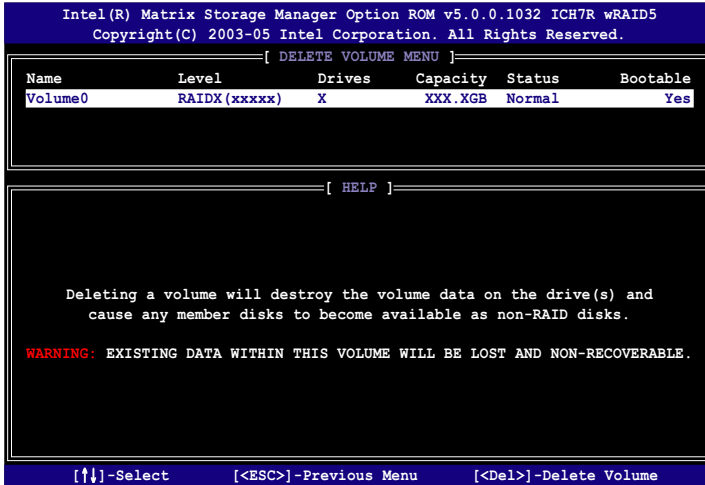 Intel(R) Matrix Storage Manager Option ROM v5.0.0.1032 ICH7R wRAID5
Copyright(C) 2003-05 Intel Corporation. All Rights Reserved.
[ DELETE VOLUME MENU ]
Name Level Drives Capacity Status Bootable
Volume0 RAIDX(xxxxx) X XXX.XGB Normal Yes
[ HELP ]
Deleting a volume will destroy the volume data on the drive(s) and
cause any member disks to become available as non-RAID disks.
WARNING: EXISTING DATA WITHIN THIS VOLUME WILL BE LOST AND NON-RECOVERABLE.
[↑↓]-Select [<ESC>]-Previous Menu [<Del>]-Delete Volume